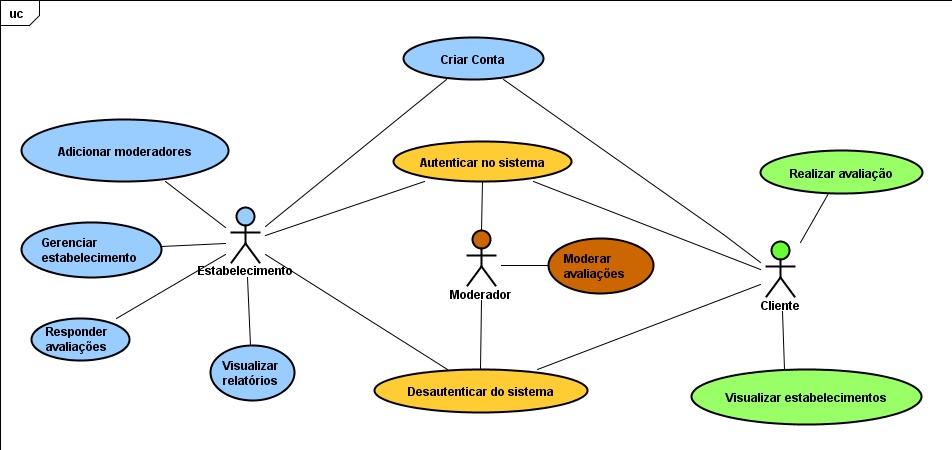 uc
Criar Conta
Adicionar moderadores
Autenticar no sistema
Realizar avaliação
Gerenciar
estabelecimento
Estabelecimento
Moderador
Moderar
avaliações
Cliente
Responder
avaliações
Visualizar
relatórios
Desautenticar do sistema
Visualizar estabelecimentos